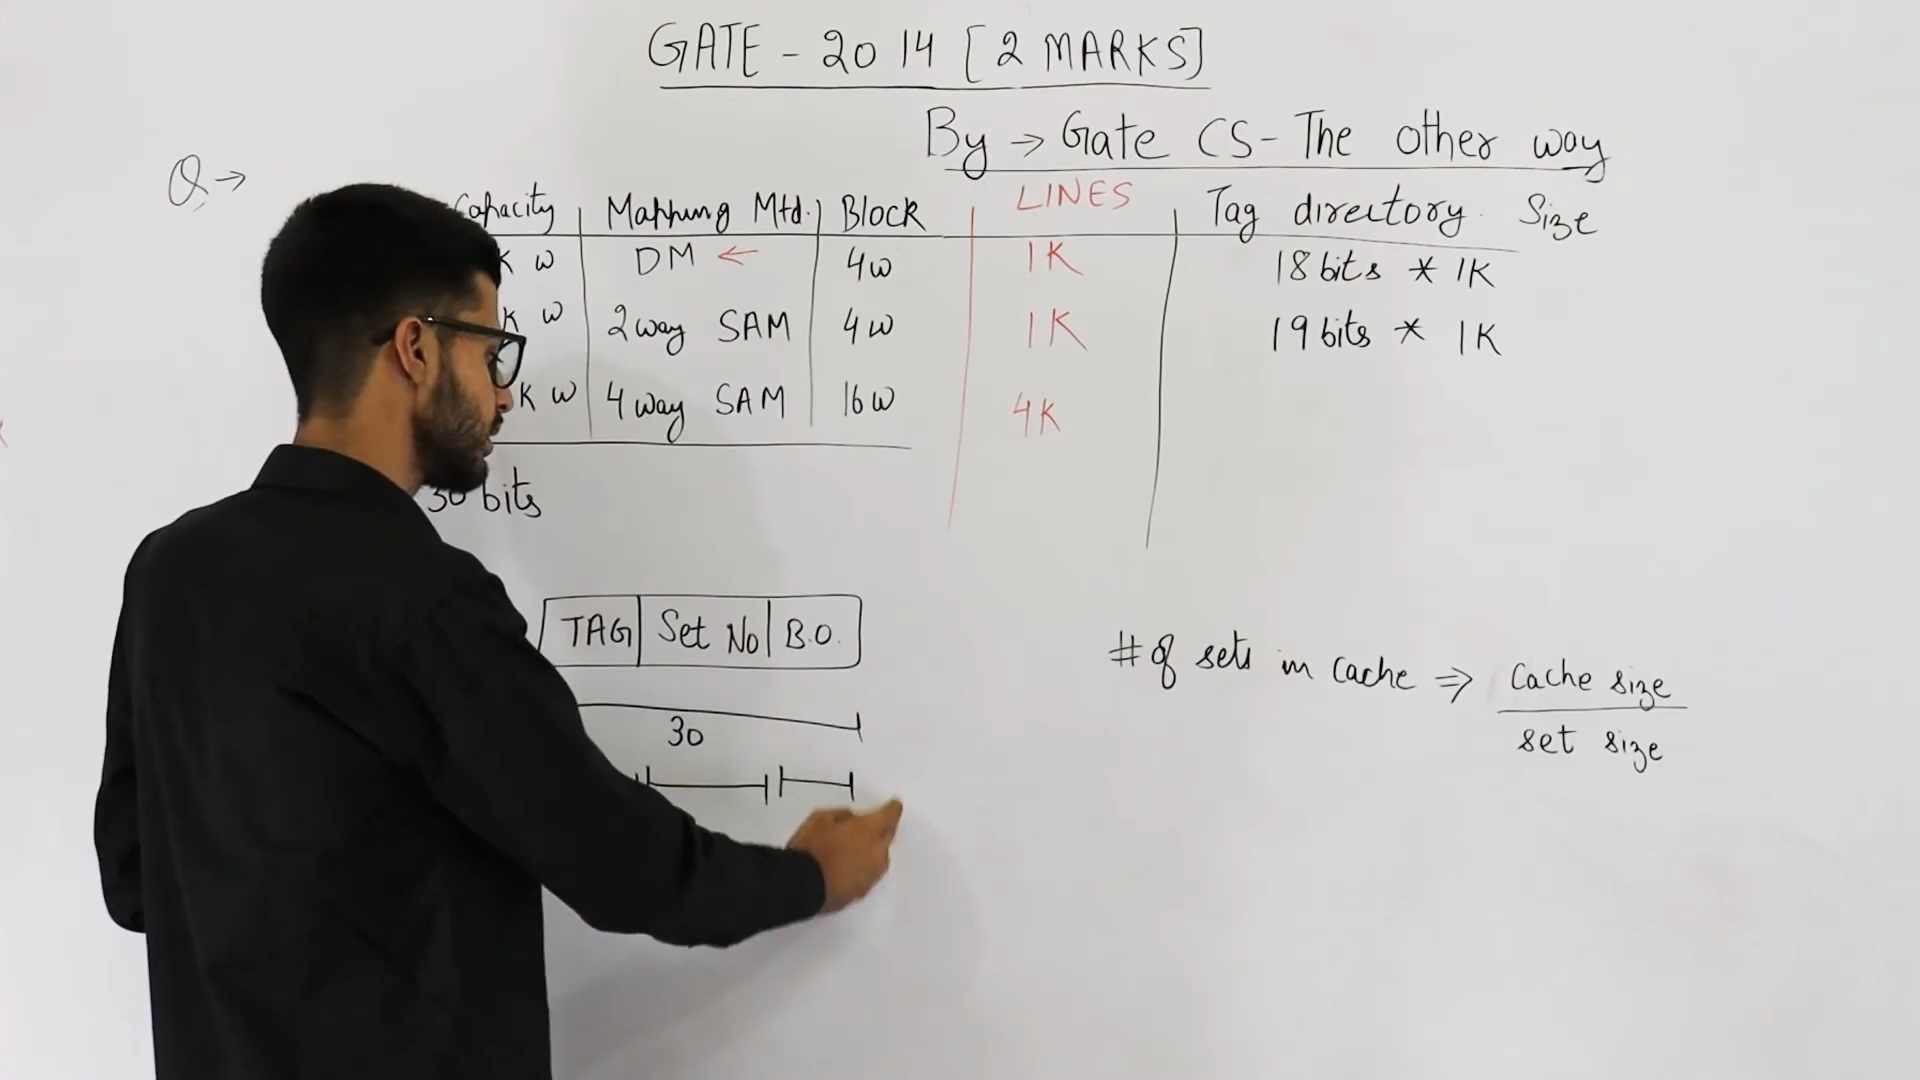 GATE - 2014 [2 MARKS]
By → Gate CS - The other way
Q →
Capacity Mapping Mtd. Block LINES Tag directory Size
K W DM ← 4W 1K 18 bits * 1K
K W 2 way SAM 4W 1K 19 bits * 1K
K W 4 way SAM 16W 4K
30 bits
TAG Set No B.O.
# of sets in cache ⇒ Cache size
set size
30